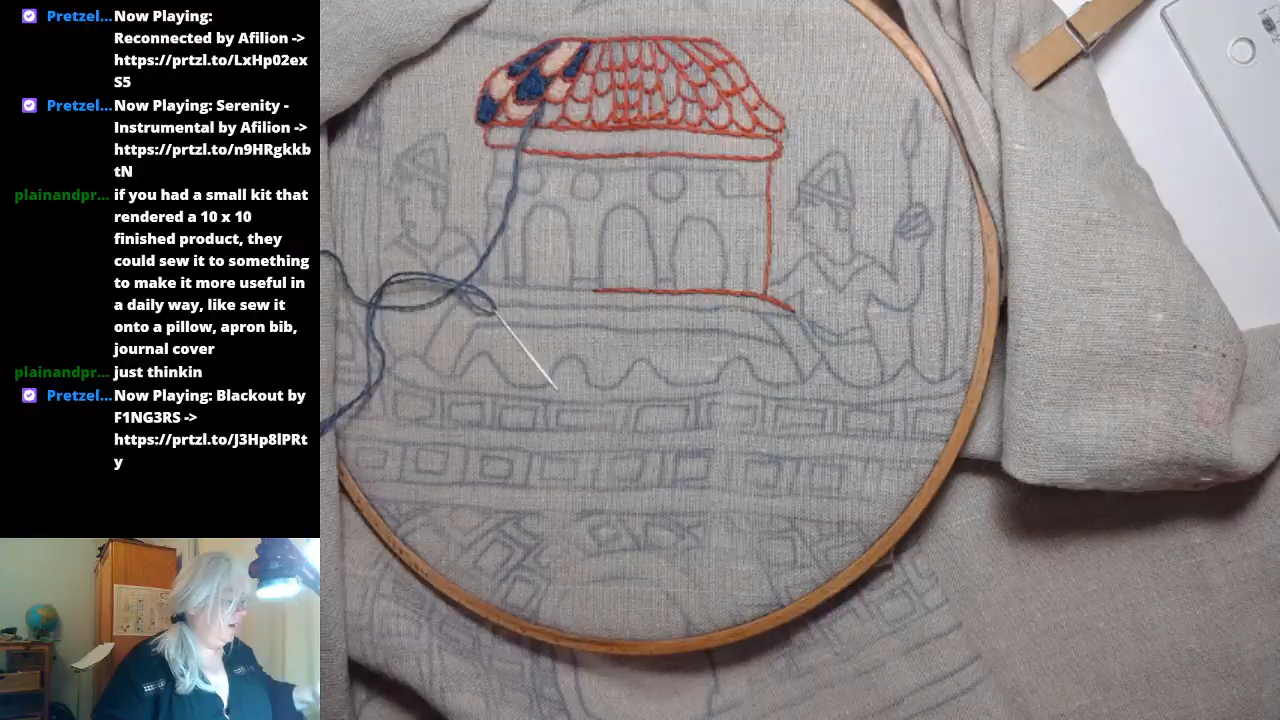 Pretzel... Now Playing:
Reconnected by Afilion ->
https://prtzl.to/LxHp02ex
S5
Pretzel... Now Playing: Serenity -
Instrumental by Afilion ->
https://prtzl.to/n9HRgkkb
tN
plainandpr... if you had a small kit that
rendered a 10 x 10
finished product, they
could sew it to something
to make it more useful in
a daily way, like sew it
onto a pillow, apron bib,
journal cover
plainandpr... just thinkin
Pretzel... Now Playing: Blackout by
F1NG3RS ->
https://prtzl.to/J3Hp8lPRt
y